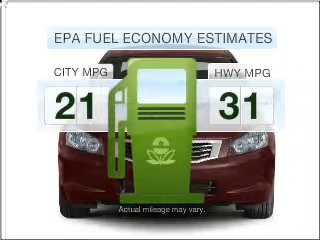 EPA FUEL ECONOMY ESTIMATES
CITY MPG
HWY MPG
21
31
Actual mileage may vary.